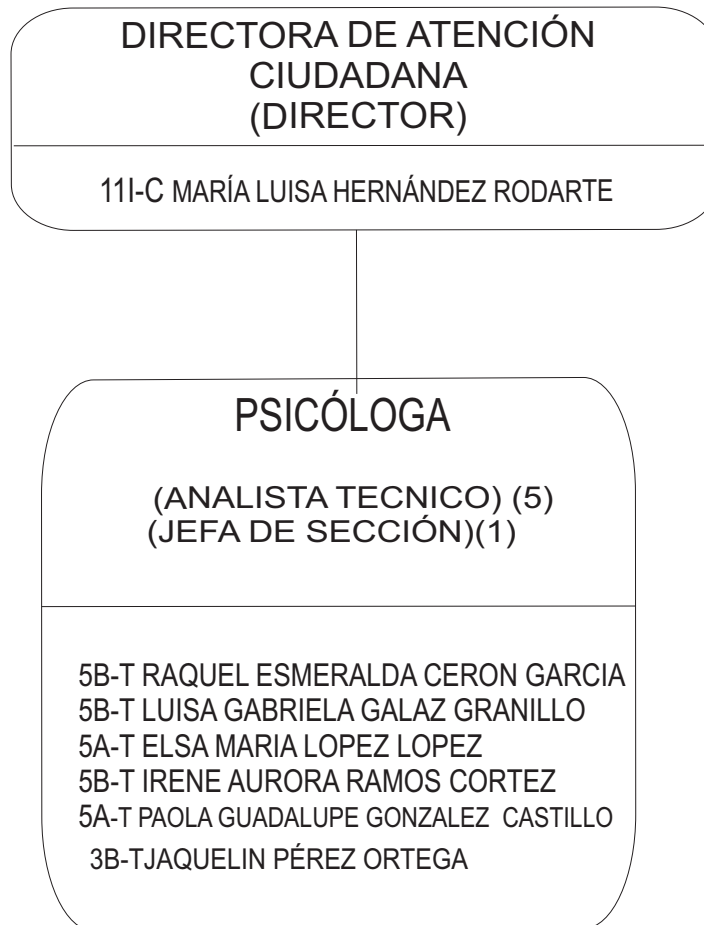 DIRECTORA DE ATENCIÓN
CIUDADANA
(DIRECTOR)
11I-C MARÍA LUISA HERNÁNDEZ RODARTE
PSICÓLOGA
(ANALISTA TECNICO) (5)
(JEFA DE SECCIÓN)(1)
5B-T RAQUEL ESMERALDA CERON GARCIA
5B-T LUISA GABRIELA GALAZ GRANILLO
5A-T ELSA MARIA LOPEZ LOPEZ
5B-T IRENE AURORA RAMOS CORTEZ
5A-T PAOLA GUADALUPE GONZALEZ CASTILLO
3B-TJAQUELIN PÉREZ ORTEGA